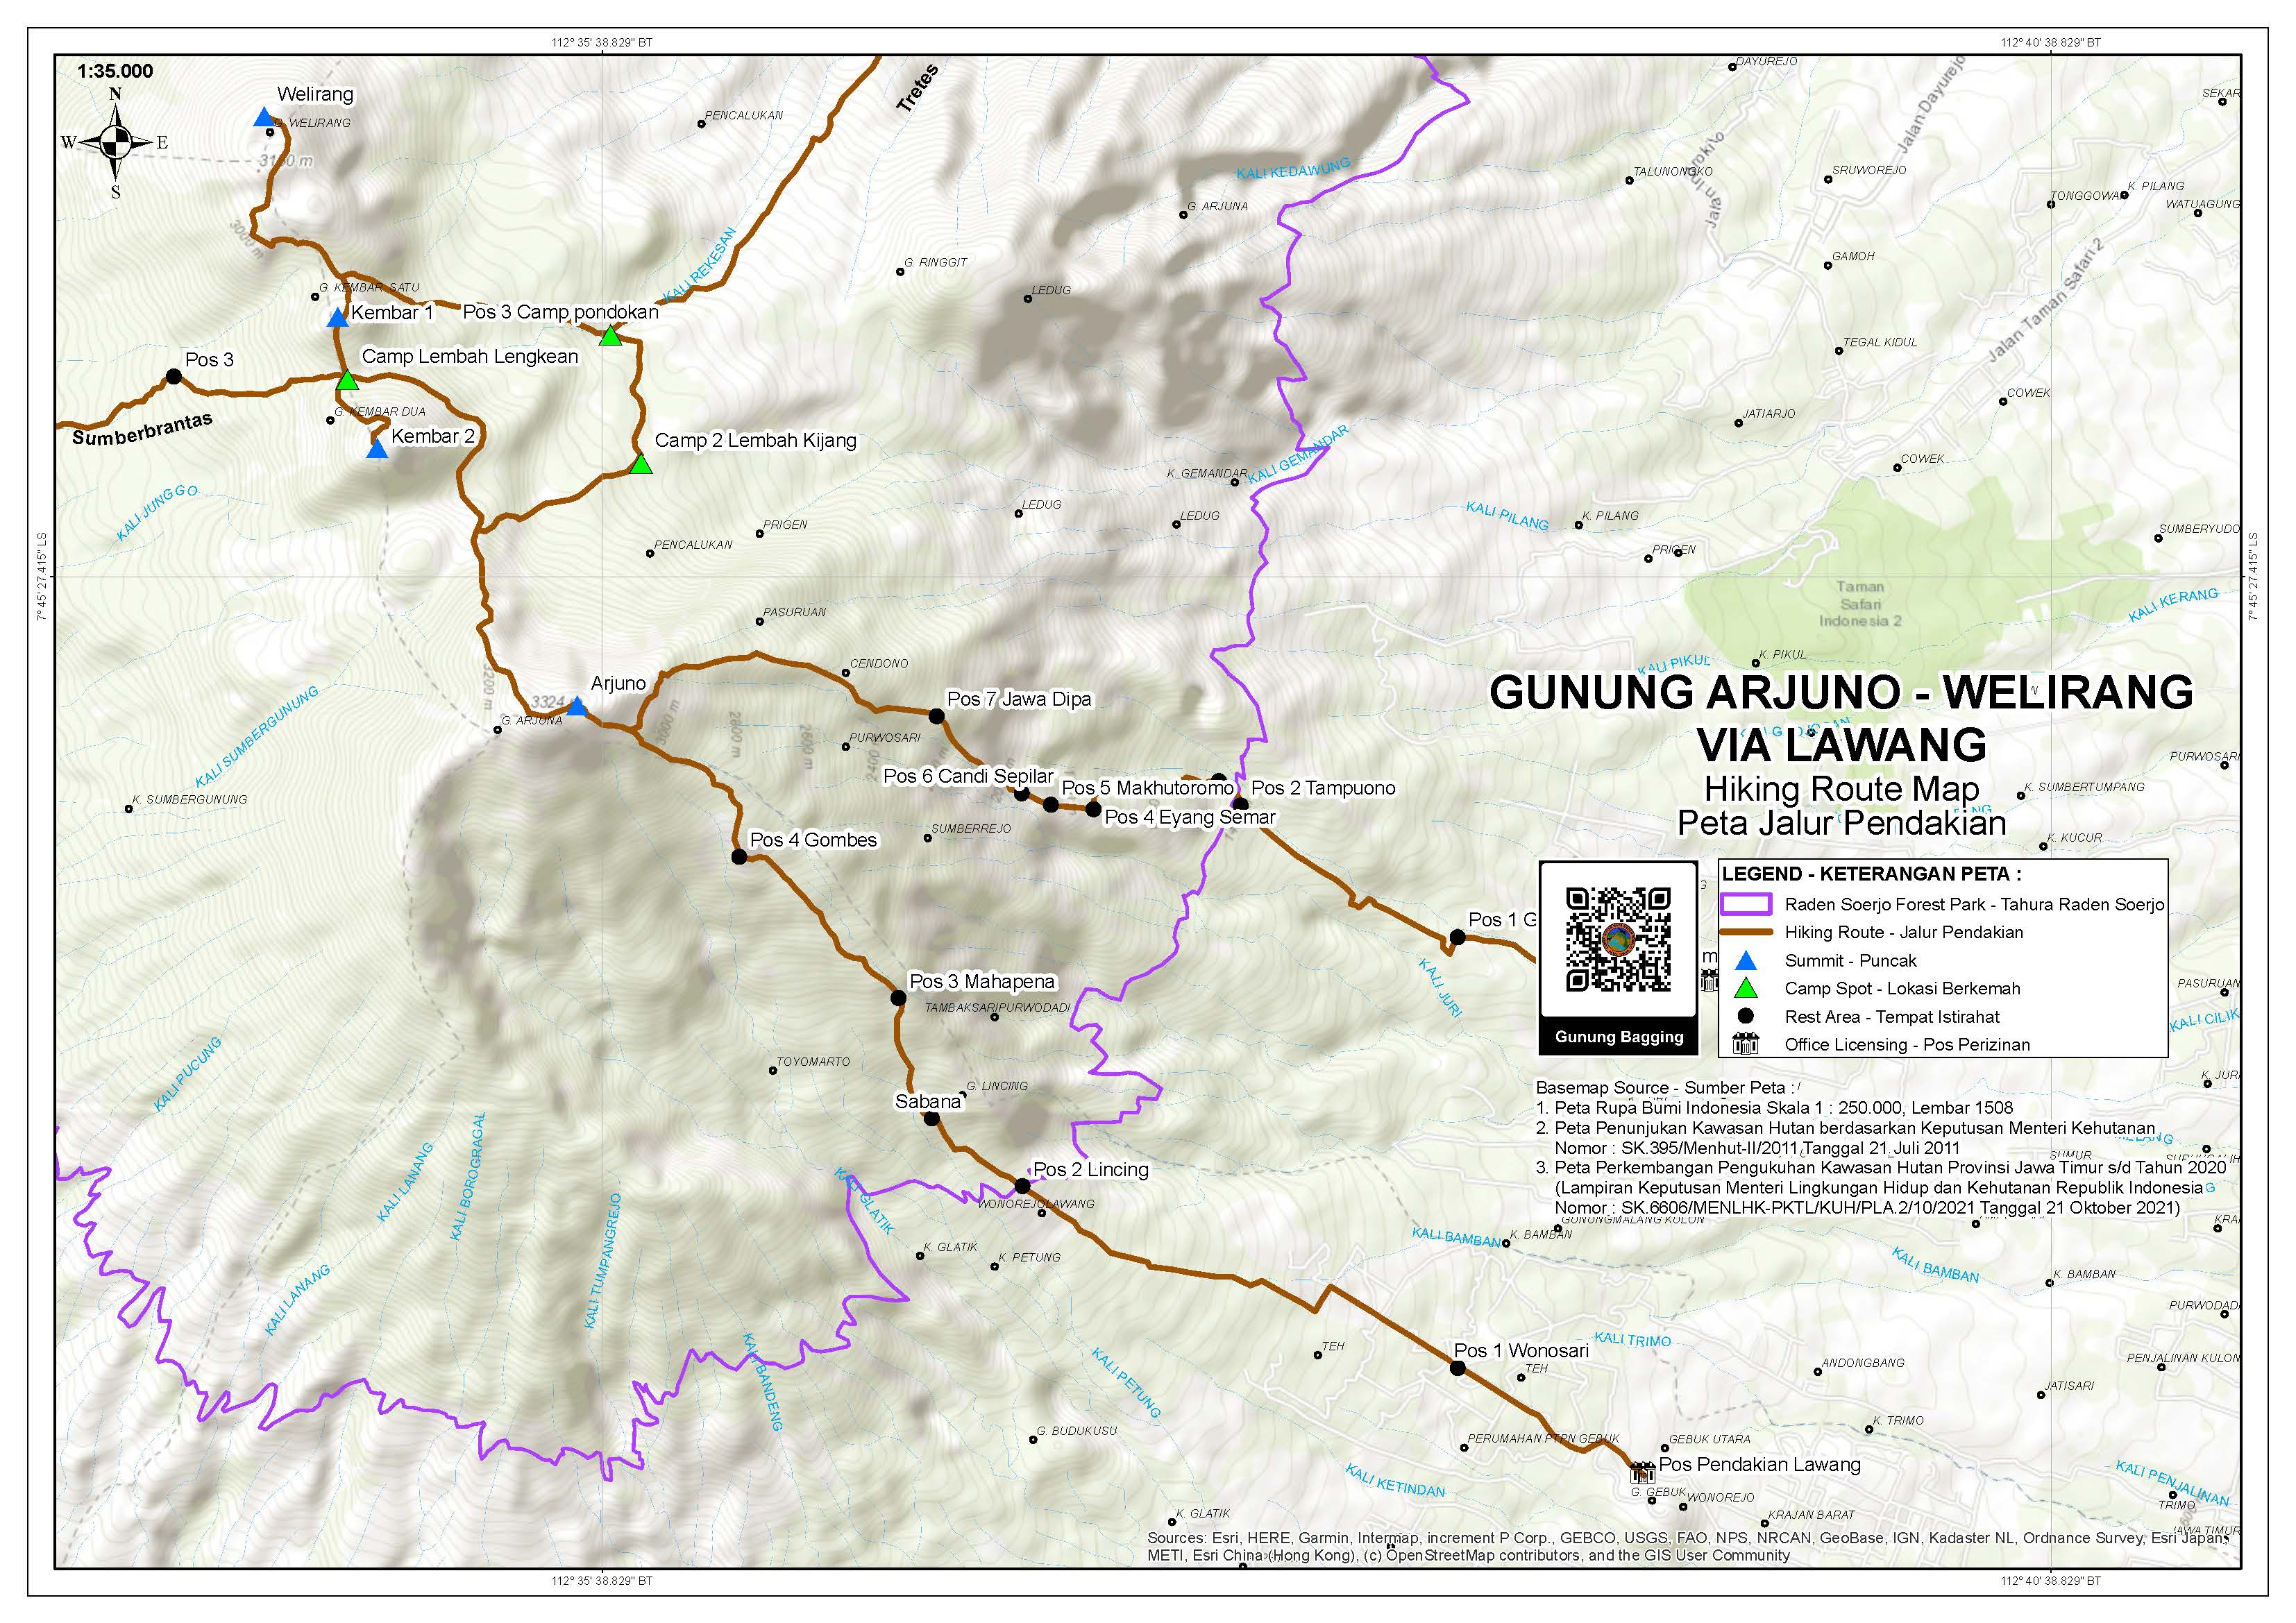 112° 35' 38.829" BT
112° 40' 38.829" BT
1:35.000
N
W
E
S
Welirang
G. WELIRANG
3000 m
Tretes
PENCALUKAN
DAYUREJO
Jalan Dayurejo
SEKAR
KALI KEDAWUNG
TALUNONGKO
SRUWOREJO
TONGGOWA
K. PILANG
WATUAGUNG
G. ARJUNA
KALI REKESAN
G. RINGGIT
GAMOH
Jalan Taman Safari 2
G. KEMBAR SATU
LEDUG
Kembar 1
Pos 3 Camp pondokan
Pos 3
Camp Lembah Lengkean
TEGAL KIDUL
COWEK
JATIARJO
G. KEMBAR DUA
Sumberbrantas
Kembar 2
Camp 2 Lembah Kijang
KALI GEMANDAR
K. GEMANDAR
COWEK
KALI JUNGGO
LEDUG
LEDUG
KALI PILANG
K. PILANG
PRIGEN
PENCALUKAN
PRIGEN
SUMBERYUDO
7° 45' 27.415" LS
7° 45' 27.415" LS
Taman
Safari
Indonesia 2
KALI KERANG
PASURUAN
CENDONO
KALI PIKUL
K. PIKUL
3200 m
3324
Arjuno
G. ARJUNA
3000 m
2800 m
2600 m
2400
Pos 7 Jawa Dipa
PURWOSARI
GUNUNG ARJUNO - WELIRANG
VIA LAWANG
Hiking Route Map
Peta Jalur Pendakian
PURWOSARI
KALI SUMBERGUNUNG
K. SUMBERGUNUNG
Pos 6 Candi Sepilar
Pos 5 Makhutoromo
Pos 2 Tampuono
Pos 4 Eyang Semar
K. SUMBERTUMPANG
SUMBERREJO
K. KUCUR
Pos 4 Gombes
Pos 1 G
LEGEND - KETERANGAN PETA :
Raden Soerjo Forest Park - Tahura Raden Soerjo
Hiking Route - Jalur Pendakian
Summit - Puncak
Camp Spot - Lokasi Berkemah
Rest Area - Tempat Istirahat
Office Licensing - Pos Perizinan
Gunung Bagging
m
KALI JURI
Pos 3 Mahapena
TAMBAKSARIPURWODADI
PASURUAN
KALI CILIK
TOYOMARTO
KALI PUCUNG
G. LINCING
Sabana
K. JURI
Basemap Source - Sumber Peta :
1. Peta Rupa Bumi Indonesia Skala 1 : 250.000, Lembar 1508
2. Peta Penunjukan Kawasan Hutan berdasarkan Keputusan Menteri Kehutanan
Nomor : SK.395/Menhut-II/2011 Tanggal 21 Juli 2011
3. Peta Perkembangan Pengukuhan Kawasan Hutan Provinsi Jawa Timur s/d Tahun 2020
(Lampiran Keputusan Menteri Lingkungan Hidup dan Kehutanan Republik Indonesia
Nomor : SK.6606/MENLHK-PKTL/KUH/PLA.2/10/2021 Tanggal 21 Oktober 2021)
SUMUR
GUNUNGMALANG KULON
KALI LANANG
KALI BOROGRAGAL
Pos 2 Lincing
WONOREJOLAWANG
KALI GLATIK
KALI TUMPANGREJO
K. GLATIK
K. PETUNG
KALI BAMBAN
K. BAMBAN
KALI BAMBAN
K. BAMBAN
KALI LANANG
PURWODADI
KALI TRIMO
KALI BANDENG
KALI PETUNG
TEH
Pos 1 Wonosari
TEH
ANDONGBANG
PENJALINAN KULON
JATISARI
G. BUDUKUSU
K. TRIMO
PERUMAHAN PTPN GEBUK
GEBUK UTARA
Pos Pendakian Lawang
KALI KETINDAN
G. GEBUK
WONOREJO
KALI PENJALINAN
TRIMO
K. GLATIK
KRAJAN BARAT
JAWA TIMUR
Sources: Esri, HERE, Garmin, Intermap, increment P Corp., GEBCO, USGS, FAO, NPS, NRCAN, GeoBase, IGN, Kadaster NL, Ordnance Survey, Esri Japan,
METI, Esri China (Hong Kong), (c) OpenStreetMap contributors, and the GIS User Community
112° 35' 38.829" BT
112° 40' 38.829" BT